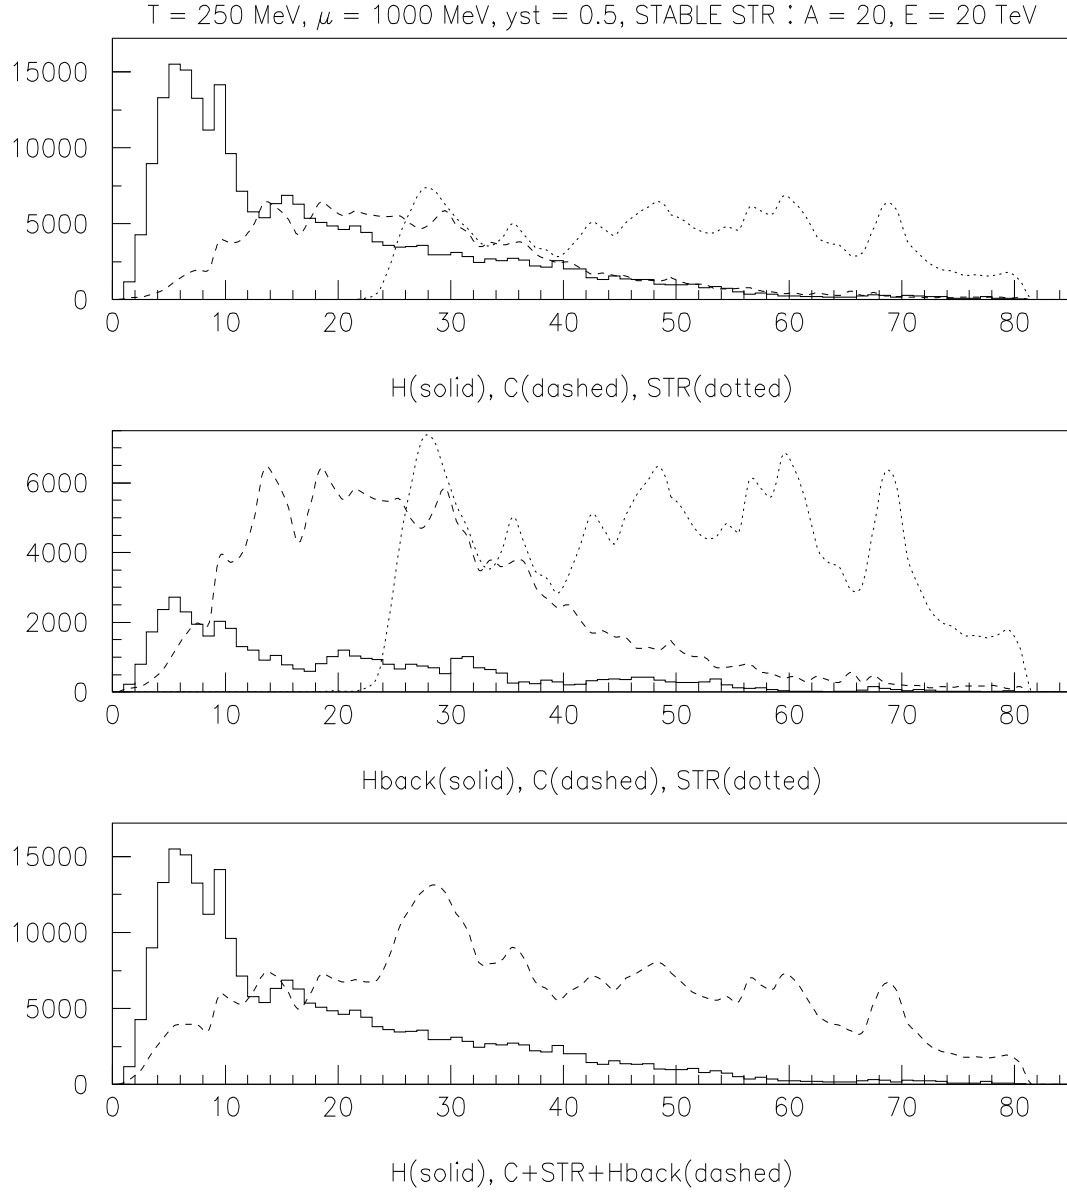 T = 250 MeV, μ = 1000 MeV, yst = 0.5, STABLE STR : A = 20, E = 20 TeV
15000
10000
5000
0
0 10 20 30 40 50 60 70 80
H(solid), C(dashed), STR(dotted)
6000
4000
2000
0
0 10 20 30 40 50 60 70 80
Hback(solid), C(dashed), STR(dotted)
15000
10000
5000
0
0 10 20 30 40 50 60 70 80
H(solid), C+STR+Hback(dashed)